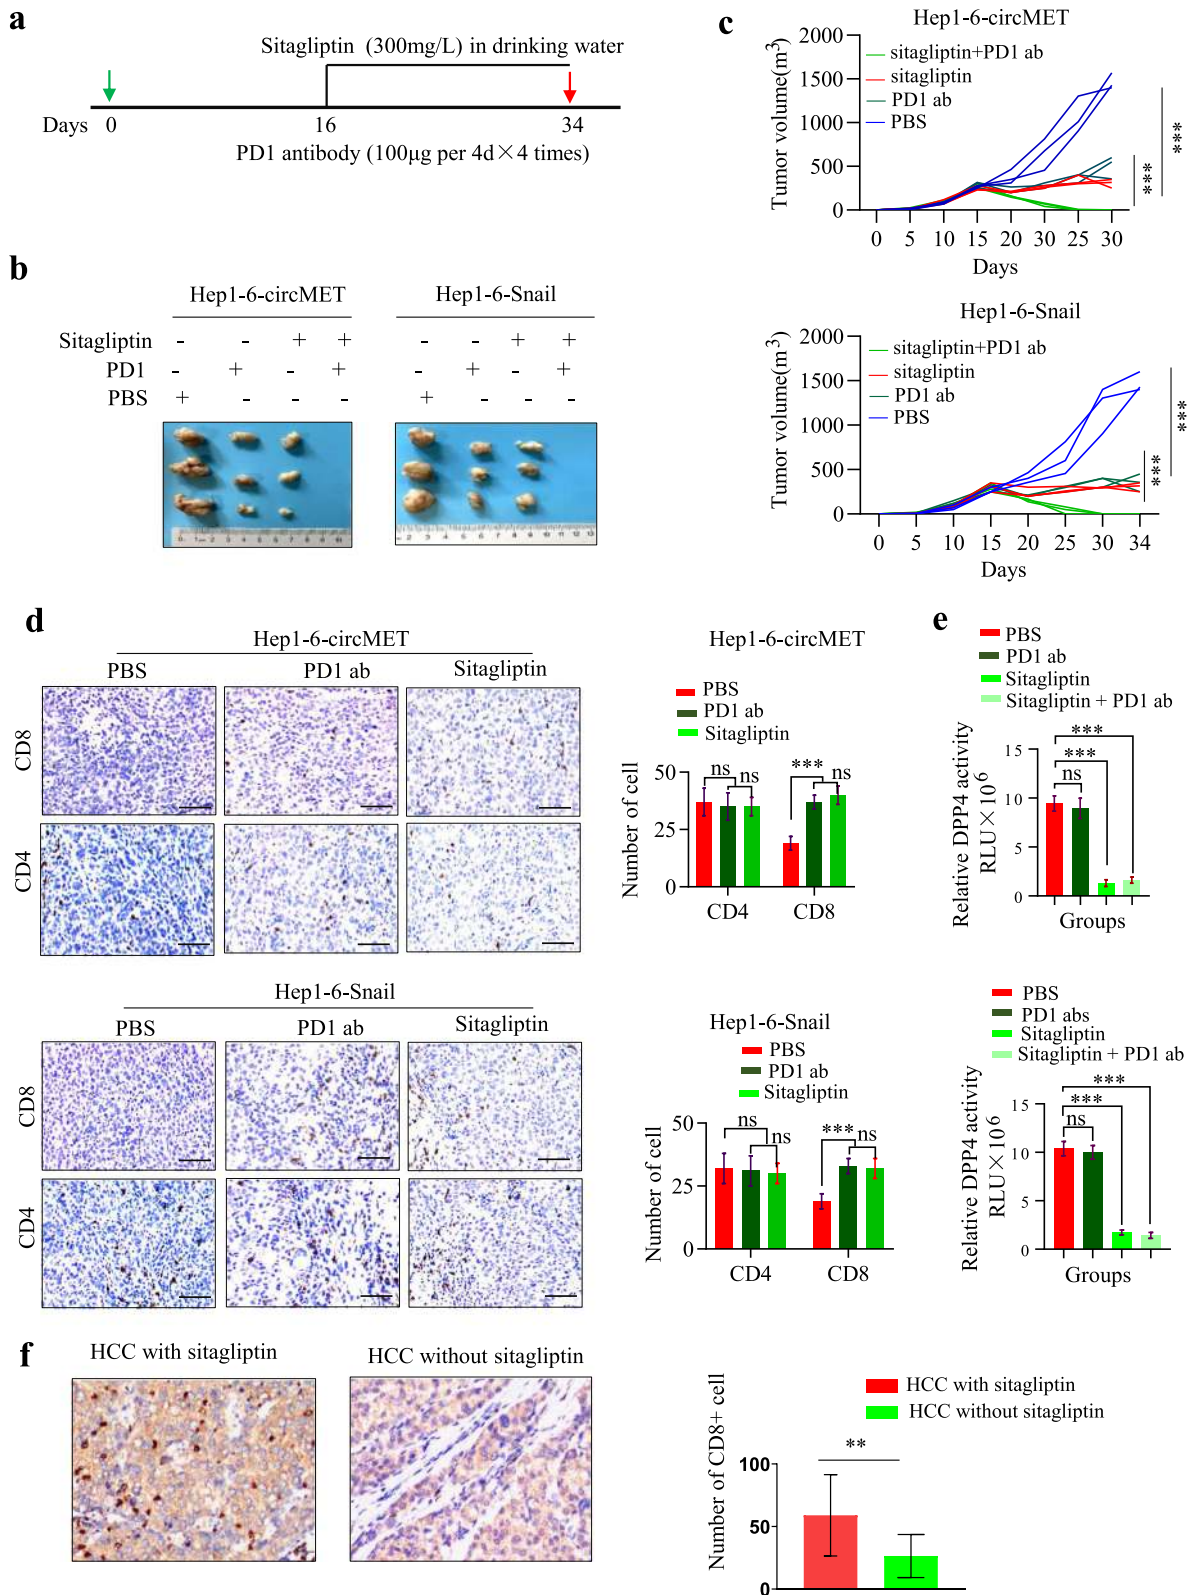 a
Sitagliptin (300mg/L) in drinking water
Days 0 16 34
PD1 antibody (100μg per 4d×4 times)
b
Hep1-6-circMET Hep1-6-Snail
Sitagliptin - - + + - - + +
PD1 - + - + - + - +
PBS + - - - + - - -
c
Hep1-6-circMET
Tumor volume(m³)
2000
1500
1000
500
0
sitagliptin+PD1 ab
sitagliptin
PD1 ab
PBS
***
***
0 5 10 15 20 30 25 30
Days
Hep1-6-Snail
Tumor volume(m³)
2000
1500
1000
500
0
sitagliptin+PD1 ab
sitagliptin
PD1 ab
PBS
***
***
0 5 10 15 20 25 30 34
Days
d
Hep1-6-circMET
PBS PD1 ab Sitagliptin
CD8
CD4
Hep1-6-circMET
PBS
PD1 ab
Sitagliptin
Number of cell
50
25
0
ns ns *** ns
CD4 CD8
Hep1-6-Snail
PBS PD1 ab Sitagliptin
CD8
CD4
Hep1-6-Snail
PBS
PD1 ab
Sitagliptin
Number of cell
50
25
0
ns ns *** ns
CD4 CD8
e
PBS
PD1 ab
Sitagliptin
Sitagliptin + PD1 ab
Relative DPP4 activity
RLU×10⁶
15
10
5
0
***
***
ns
Groups
PBS
PD1 abs
Sitagliptin
Sitagliptin + PD1 ab
Relative DPP4 activity
RLU×10⁶
15
10
5
0
***
***
ns
Groups
f
HCC with sitagliptin HCC without sitagliptin
HCC with sitagliptin
HCC without sitagliptin
Number of CD8+ cell
100
50
0
**